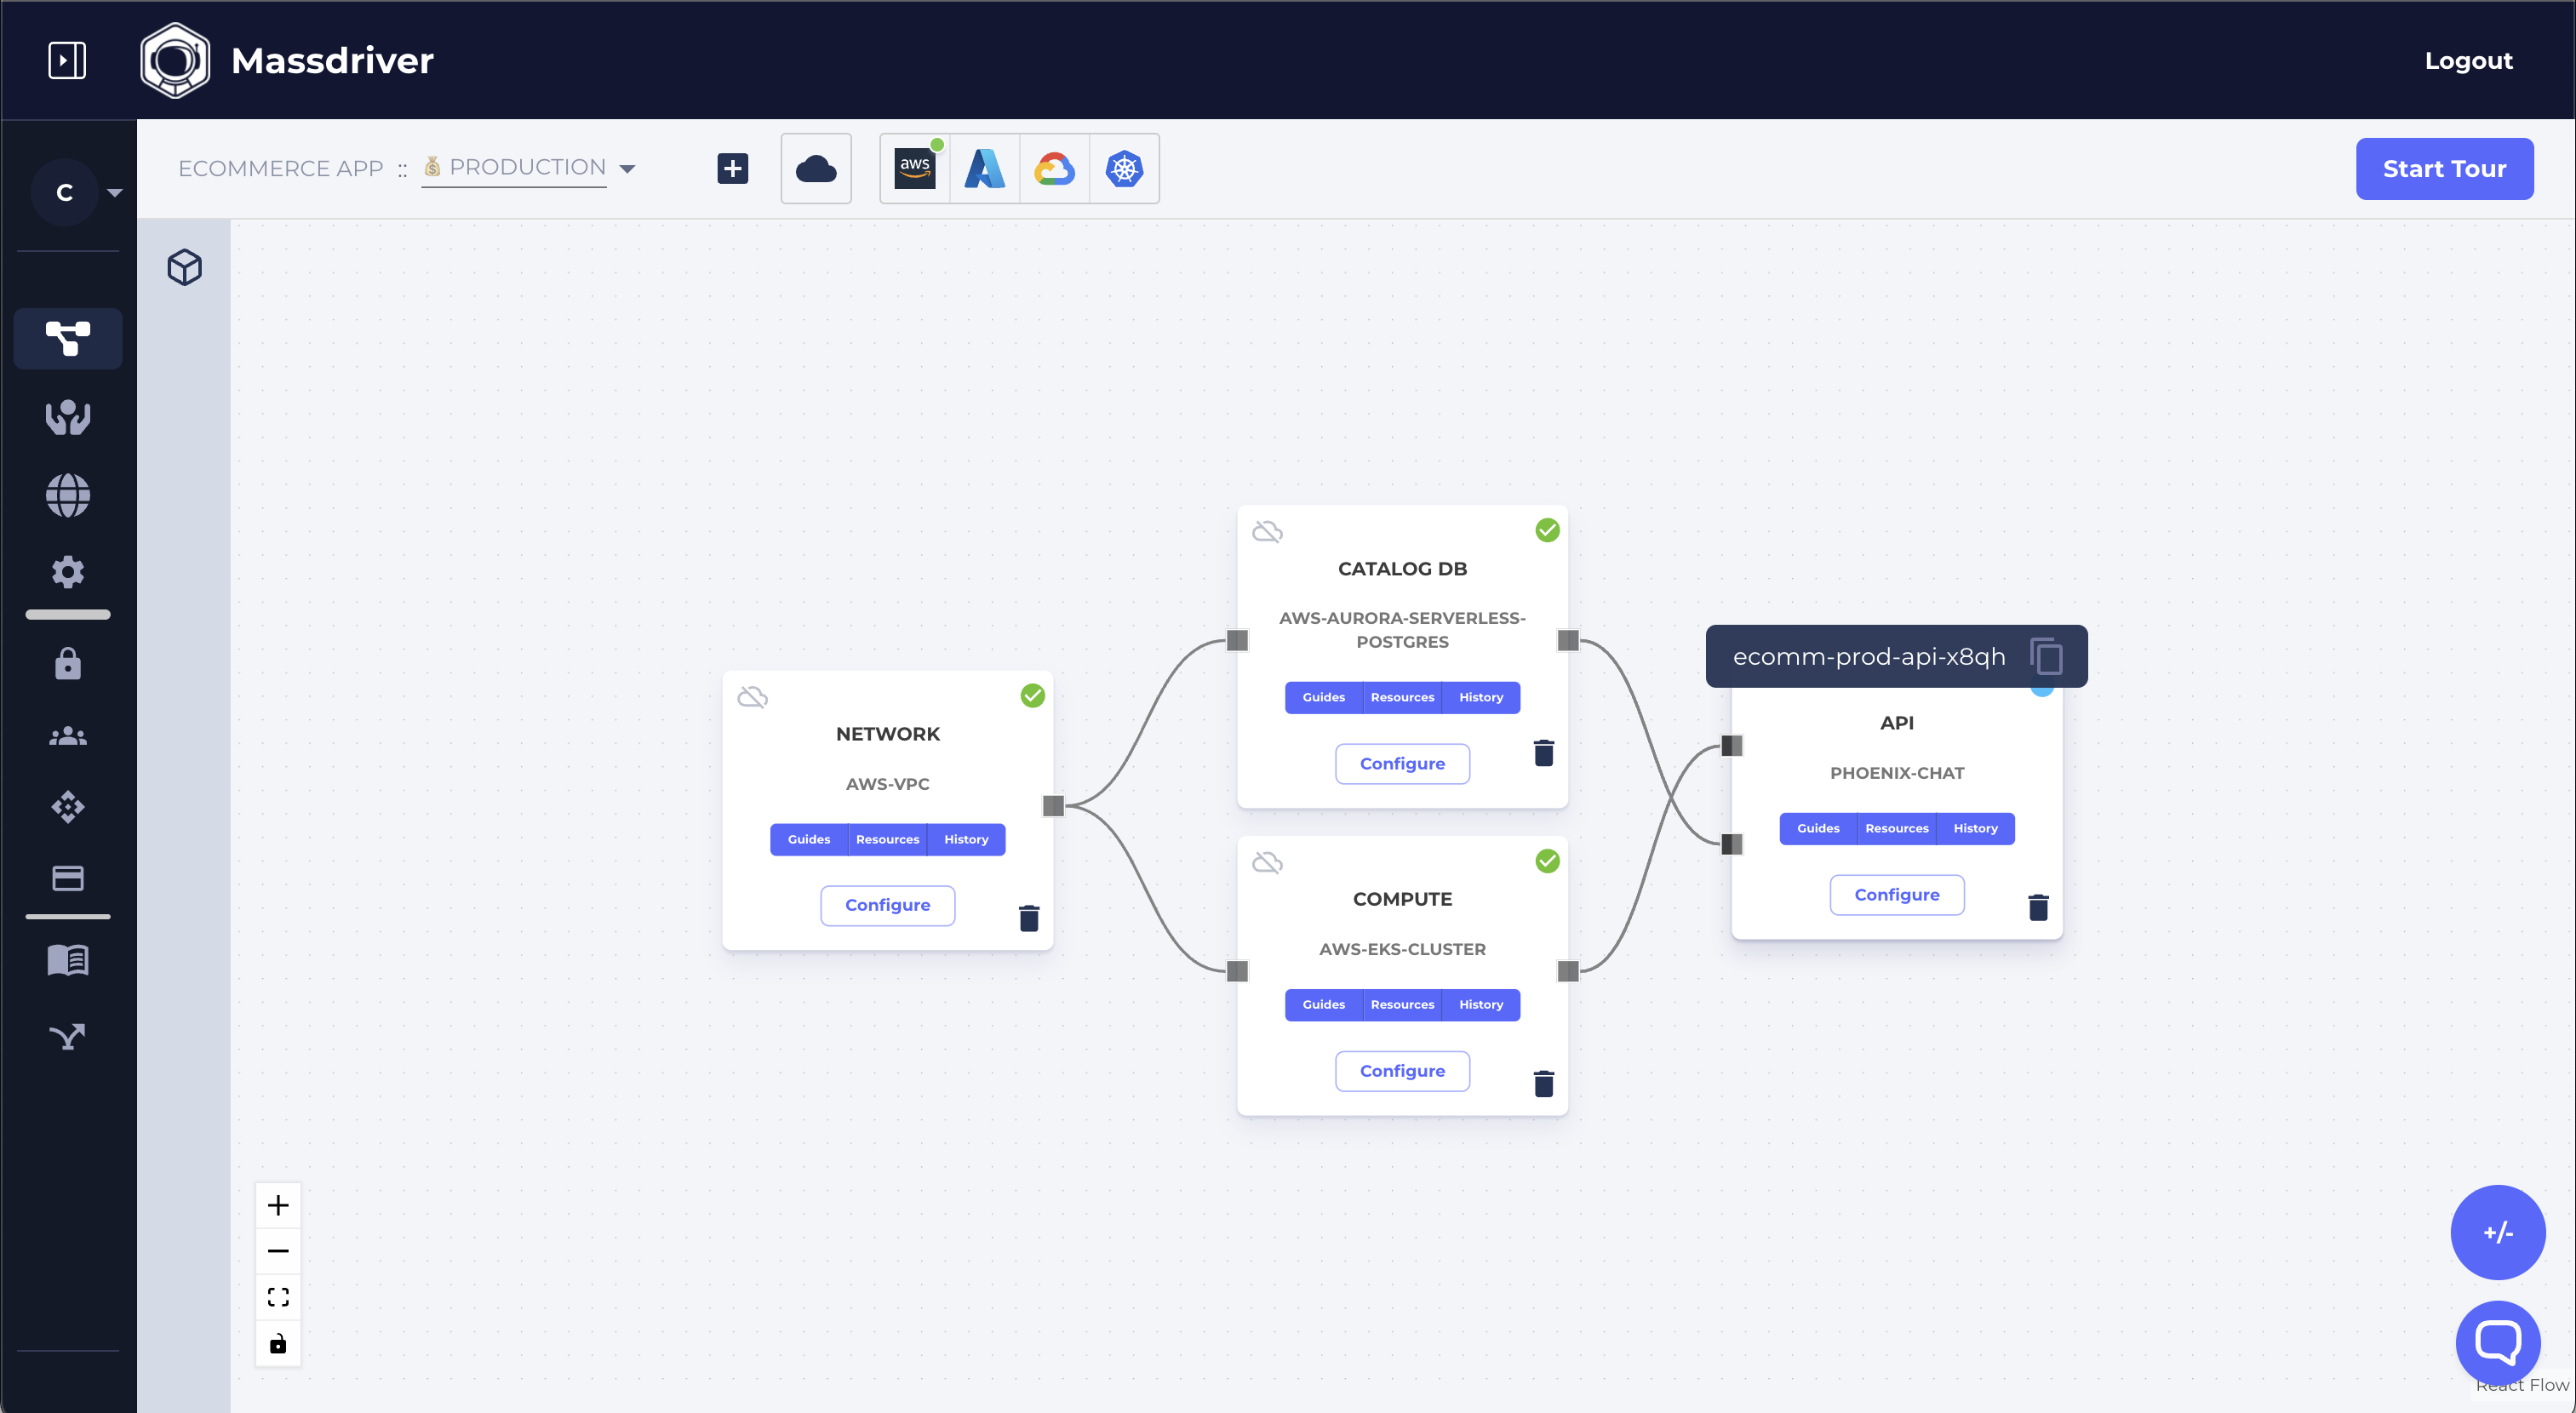 Massdriver
Logout
C
ECOMMERCE APP :: 💰 PRODUCTION
aws
Start Tour
CATALOG DB
AWS-AURORA-SERVERLESS-
POSTGRES
Guides Resources History
Configure
NETWORK
AWS-VPC
Guides Resources History
Configure
COMPUTE
AWS-EKS-CLUSTER
Guides Resources History
Configure
ecomm-prod-api-x8qh
API
PHOENIX-CHAT
Guides Resources History
Configure
+/-
React Flow